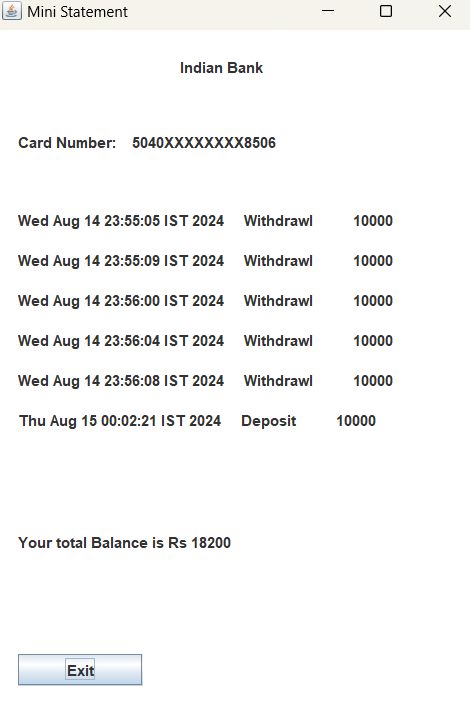 Mini Statement
Indian Bank
Card Number: 5040XXXXXXXX8506
Wed Aug 14 23:55:05 IST 2024 Withdrawl 10000
Wed Aug 14 23:55:09 IST 2024 Withdrawl 10000
Wed Aug 14 23:56:00 IST 2024 Withdrawl 10000
Wed Aug 14 23:56:04 IST 2024 Withdrawl 10000
Wed Aug 14 23:56:08 IST 2024 Withdrawl 10000
Thu Aug 15 00:02:21 IST 2024 Deposit 10000
Your total Balance is Rs 18200
Exit